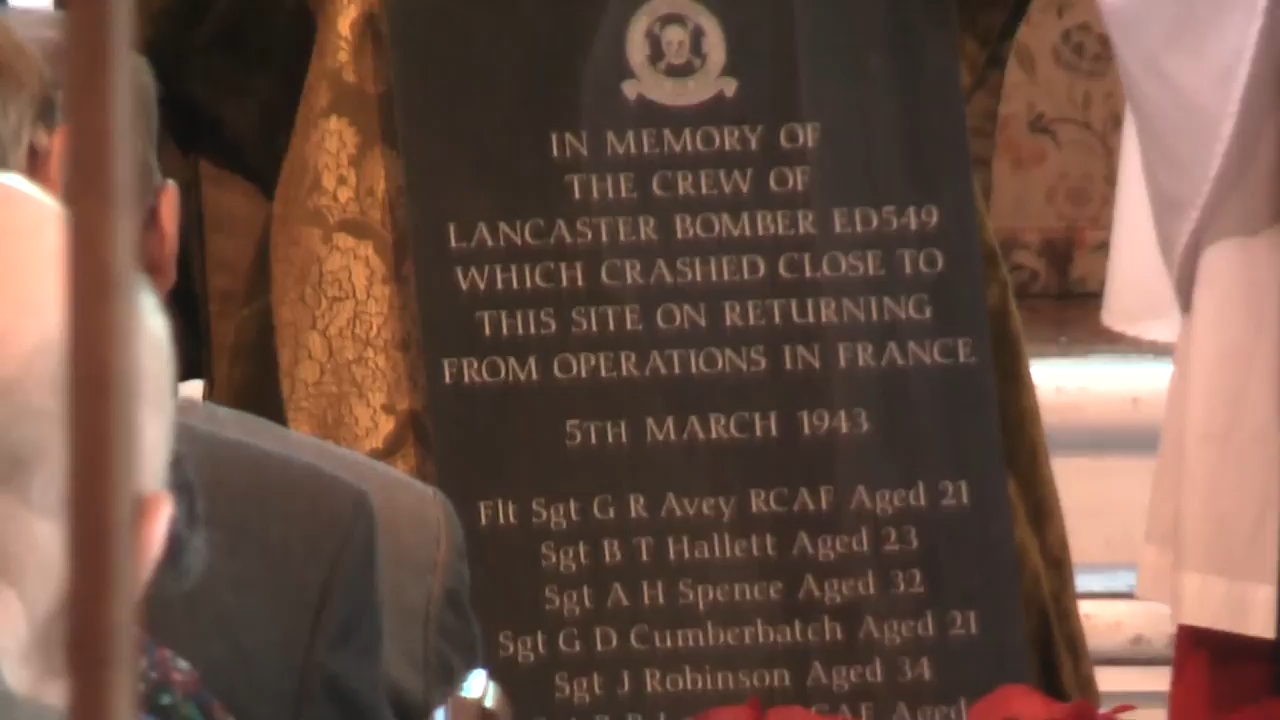 IN MEMORY OF
THE CREW OF
LANCASTER BOMBER ED549
WHICH CRASHED CLOSE TO
THIS SITE ON RETURNING
FROM OPERATIONS IN FRANCE
5TH MARCH 1943
Flt Sgt G R Avey RCAF Aged 21
Sgt B T Hallett Aged 23
Sgt A H Spence Aged 32
Sgt G D Cumberbatch Aged 21
Sgt J Robinson Aged 34
Aged